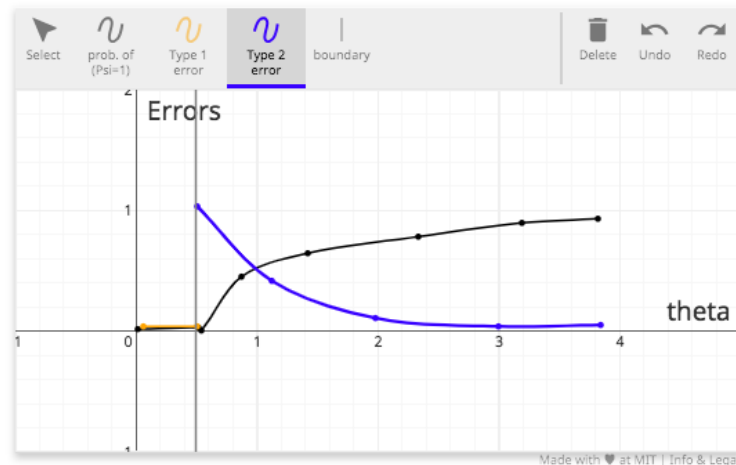 Select
prob. of
(Psi=1)
Type 1
error
Type 2
error
boundary
Delete
Undo
Redo
2
Errors
1
theta
1
0
1
2
3
4
1
Made with ♥ at MIT | Info & Lega